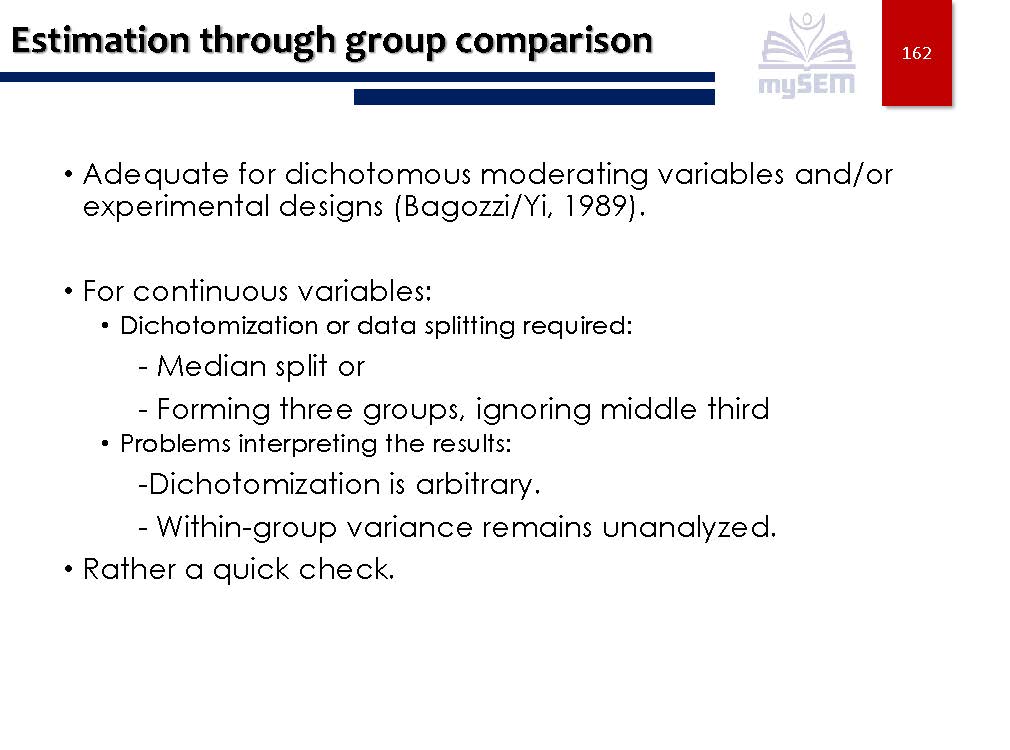 Estimation through group comparison
mySEM
162
• Adequate for dichotomous moderating variables and/or
experimental designs (Bagozzi/Yi, 1989).
• For continuous variables:
• Dichotomization or data splitting required:
- Median split or
- Forming three groups, ignoring middle third
• Problems interpreting the results:
-Dichotomization is arbitrary.
- Within-group variance remains unanalyzed.
• Rather a quick check.